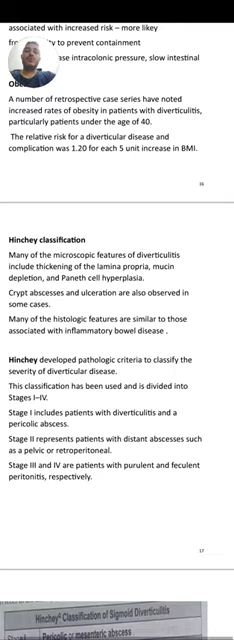 associated with increased risk – more likey
to prevent containment
intracolonic pressure, slow intestinal
A number of retrospective case series have noted
increased rates of obesity in patients with diverticulitis,
particularly patients under the age of 40.
The relative risk for a diverticular disease and
complication was 1.20 for each 5 unit increase in BMI.
16
Hinchey classification
Many of the microscopic features of diverticulitis
include thickening of the lamina propria, mucin
depletion, and Paneth cell hyperplasia.
Crypt abscesses and ulceration are also observed in
some cases.
Many of the histologic features are similar to those
associated with inflammatory bowel disease .
Hinchey developed pathologic criteria to classify the
severity of diverticular disease.
This classification has been used and is divided into
Stages I–IV.
Stage I includes patients with diverticulitis and a
pericolic abscess.
Stage II represents patients with distant abscesses such
as a pelvic or retroperitoneal.
Stage III and IV are patients with purulent and feculent
peritonitis, respectively.
17
Classification of Sigmoid Diverticulitis
Pericolic or mesenteric abscess